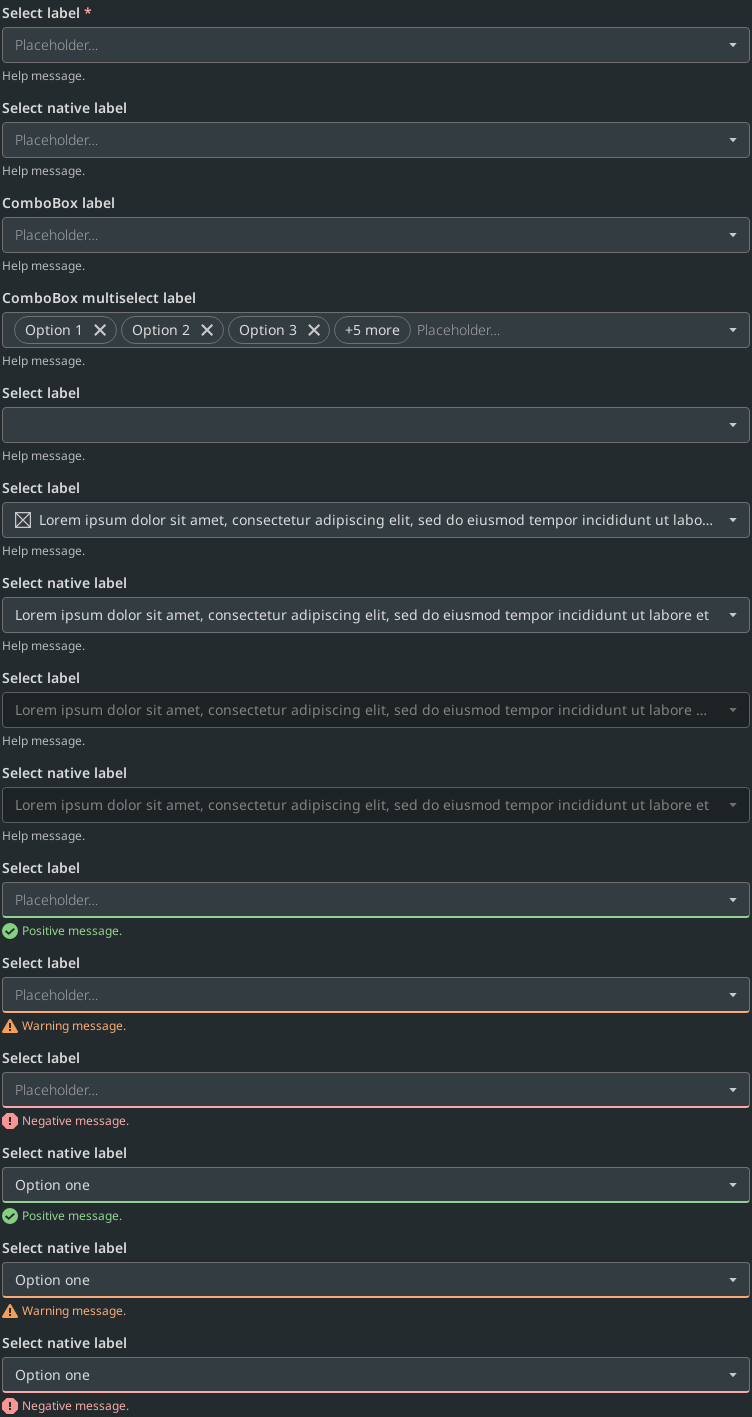 Select label *
Placeholder...
Help message.
Select native label
Placeholder...
Help message.
ComboBox label
Placeholder...
Help message.
ComboBox multiselect label
Option 1 Option 2 Option 3 +5 more Placeholder...
Help message.
Select label
Help message.
Select label
Lorem ipsum dolor sit amet, consectetur adipiscing elit, sed do eiusmod tempor incididunt ut labo...
Help message.
Select native label
Lorem ipsum dolor sit amet, consectetur adipiscing elit, sed do eiusmod tempor incididunt ut labore et
Help message.
Select label
Lorem ipsum dolor sit amet, consectetur adipiscing elit, sed do eiusmod tempor incididunt ut labore ...
Help message.
Select native label
Lorem ipsum dolor sit amet, consectetur adipiscing elit, sed do eiusmod tempor incididunt ut labore et
Help message.
Select label
Placeholder...
Positive message.
Select label
Placeholder...
Warning message.
Select label
Placeholder...
Negative message.
Select native label
Option one
Positive message.
Select native label
Option one
Warning message.
Select native label
Option one
Negative message.